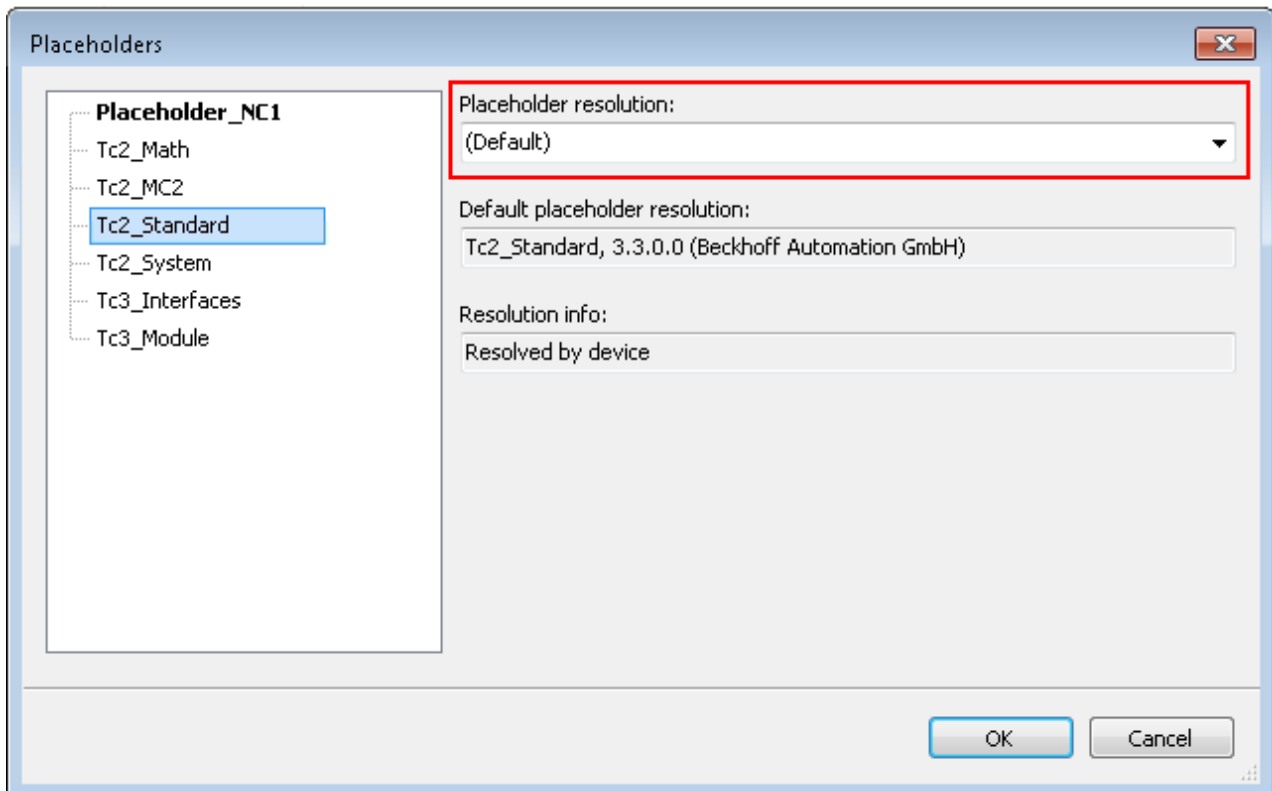 Placeholders
Placeholder_NC1
Tc2_Math
Tc2_MC2
Tc2_Standard
Tc2_System
Tc3_Interfaces
Tc3_Module
Placeholder resolution:
(Default)
Default placeholder resolution:
Tc2_Standard, 3.3.0.0 (Beckhoff Automation GmbH)
Resolution info:
Resolved by device
OK
Cancel